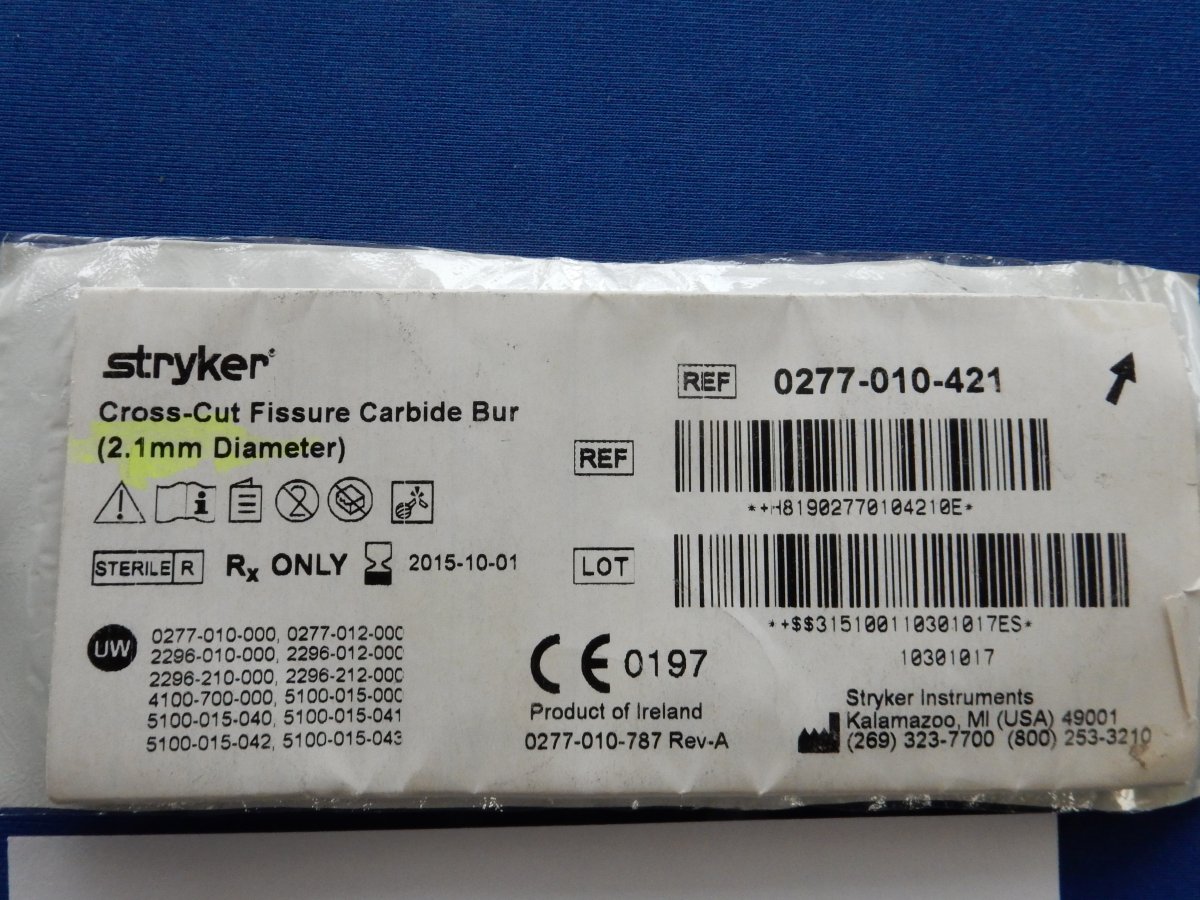 stryker
Cross-Cut Fissure Carbide Bur
(2.1mm Diameter)
i
STERILE R Rx ONLY 2015-10-01
UW
0277-010-000, 0277-012-000
2296-010-000, 2296-012-000
2296-210-000, 2296-212-000
4100-700-000, 5100-015-000
5100-015-040, 5100-015-041
5100-015-042, 5100-015-043
REF 0277-010-421
REF
*+H81902770104210E*
LOT
*+$$315100110301017ES*
10301017
CE 0197
Product of Ireland
0277-010-787 Rev-A
Stryker Instruments
Kalamazoo, MI (USA) 49001
(269) 323-7700 (800) 253-3210